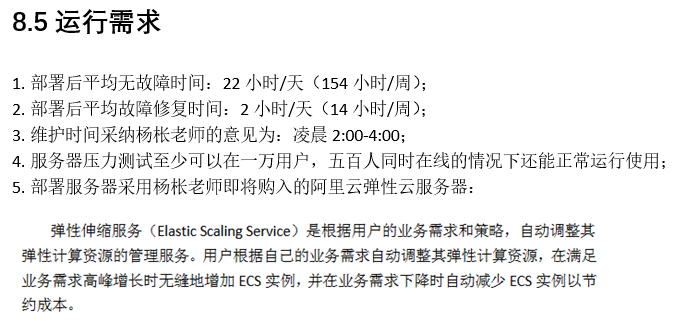 8.5 运行需求
1. 部署后平均无故障时间：22 小时/天（154 小时/周）；
2. 部署后平均故障修复时间：2 小时/天（14 小时/周）；
3. 维护时间采纳杨枨老师的意见为：凌晨 2:00-4:00；
4. 服务器压力测试至少可以在一万用户，五百人同时在线的情况下还能正常运行使用；
5. 部署服务器采用杨枨老师即将购入的阿里云弹性云服务器：
弹性伸缩服务（Elastic Scaling Service）是根据用户的业务需求和策略，自动调整其
弹性计算资源的管理服务。用户根据自己的业务需求自动调整其弹性计算资源，在满足
业务需求高峰增长时无缝地增加 ECS 实例，并在业务需求下降时自动减少 ECS 实例以节
约成本。